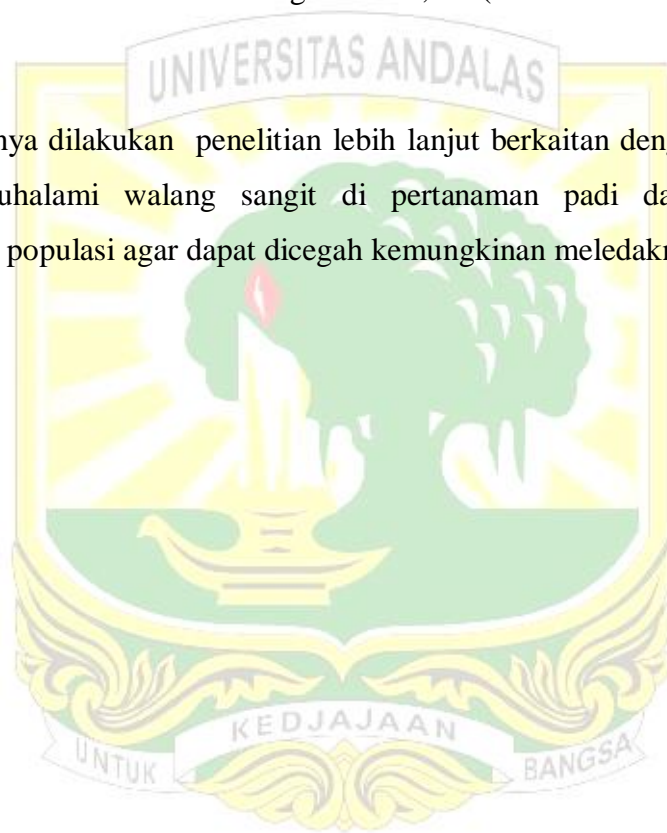 UNIVERSITAS ANDALAS
nya dilakukan penelitian lebih lanjut berkaitan deng
uhalami walang sangit di pertanaman padi da
populasi agar dapat dicegah kemungkinan meledakn
KEDJAJAAN
UNTUK BANGSA